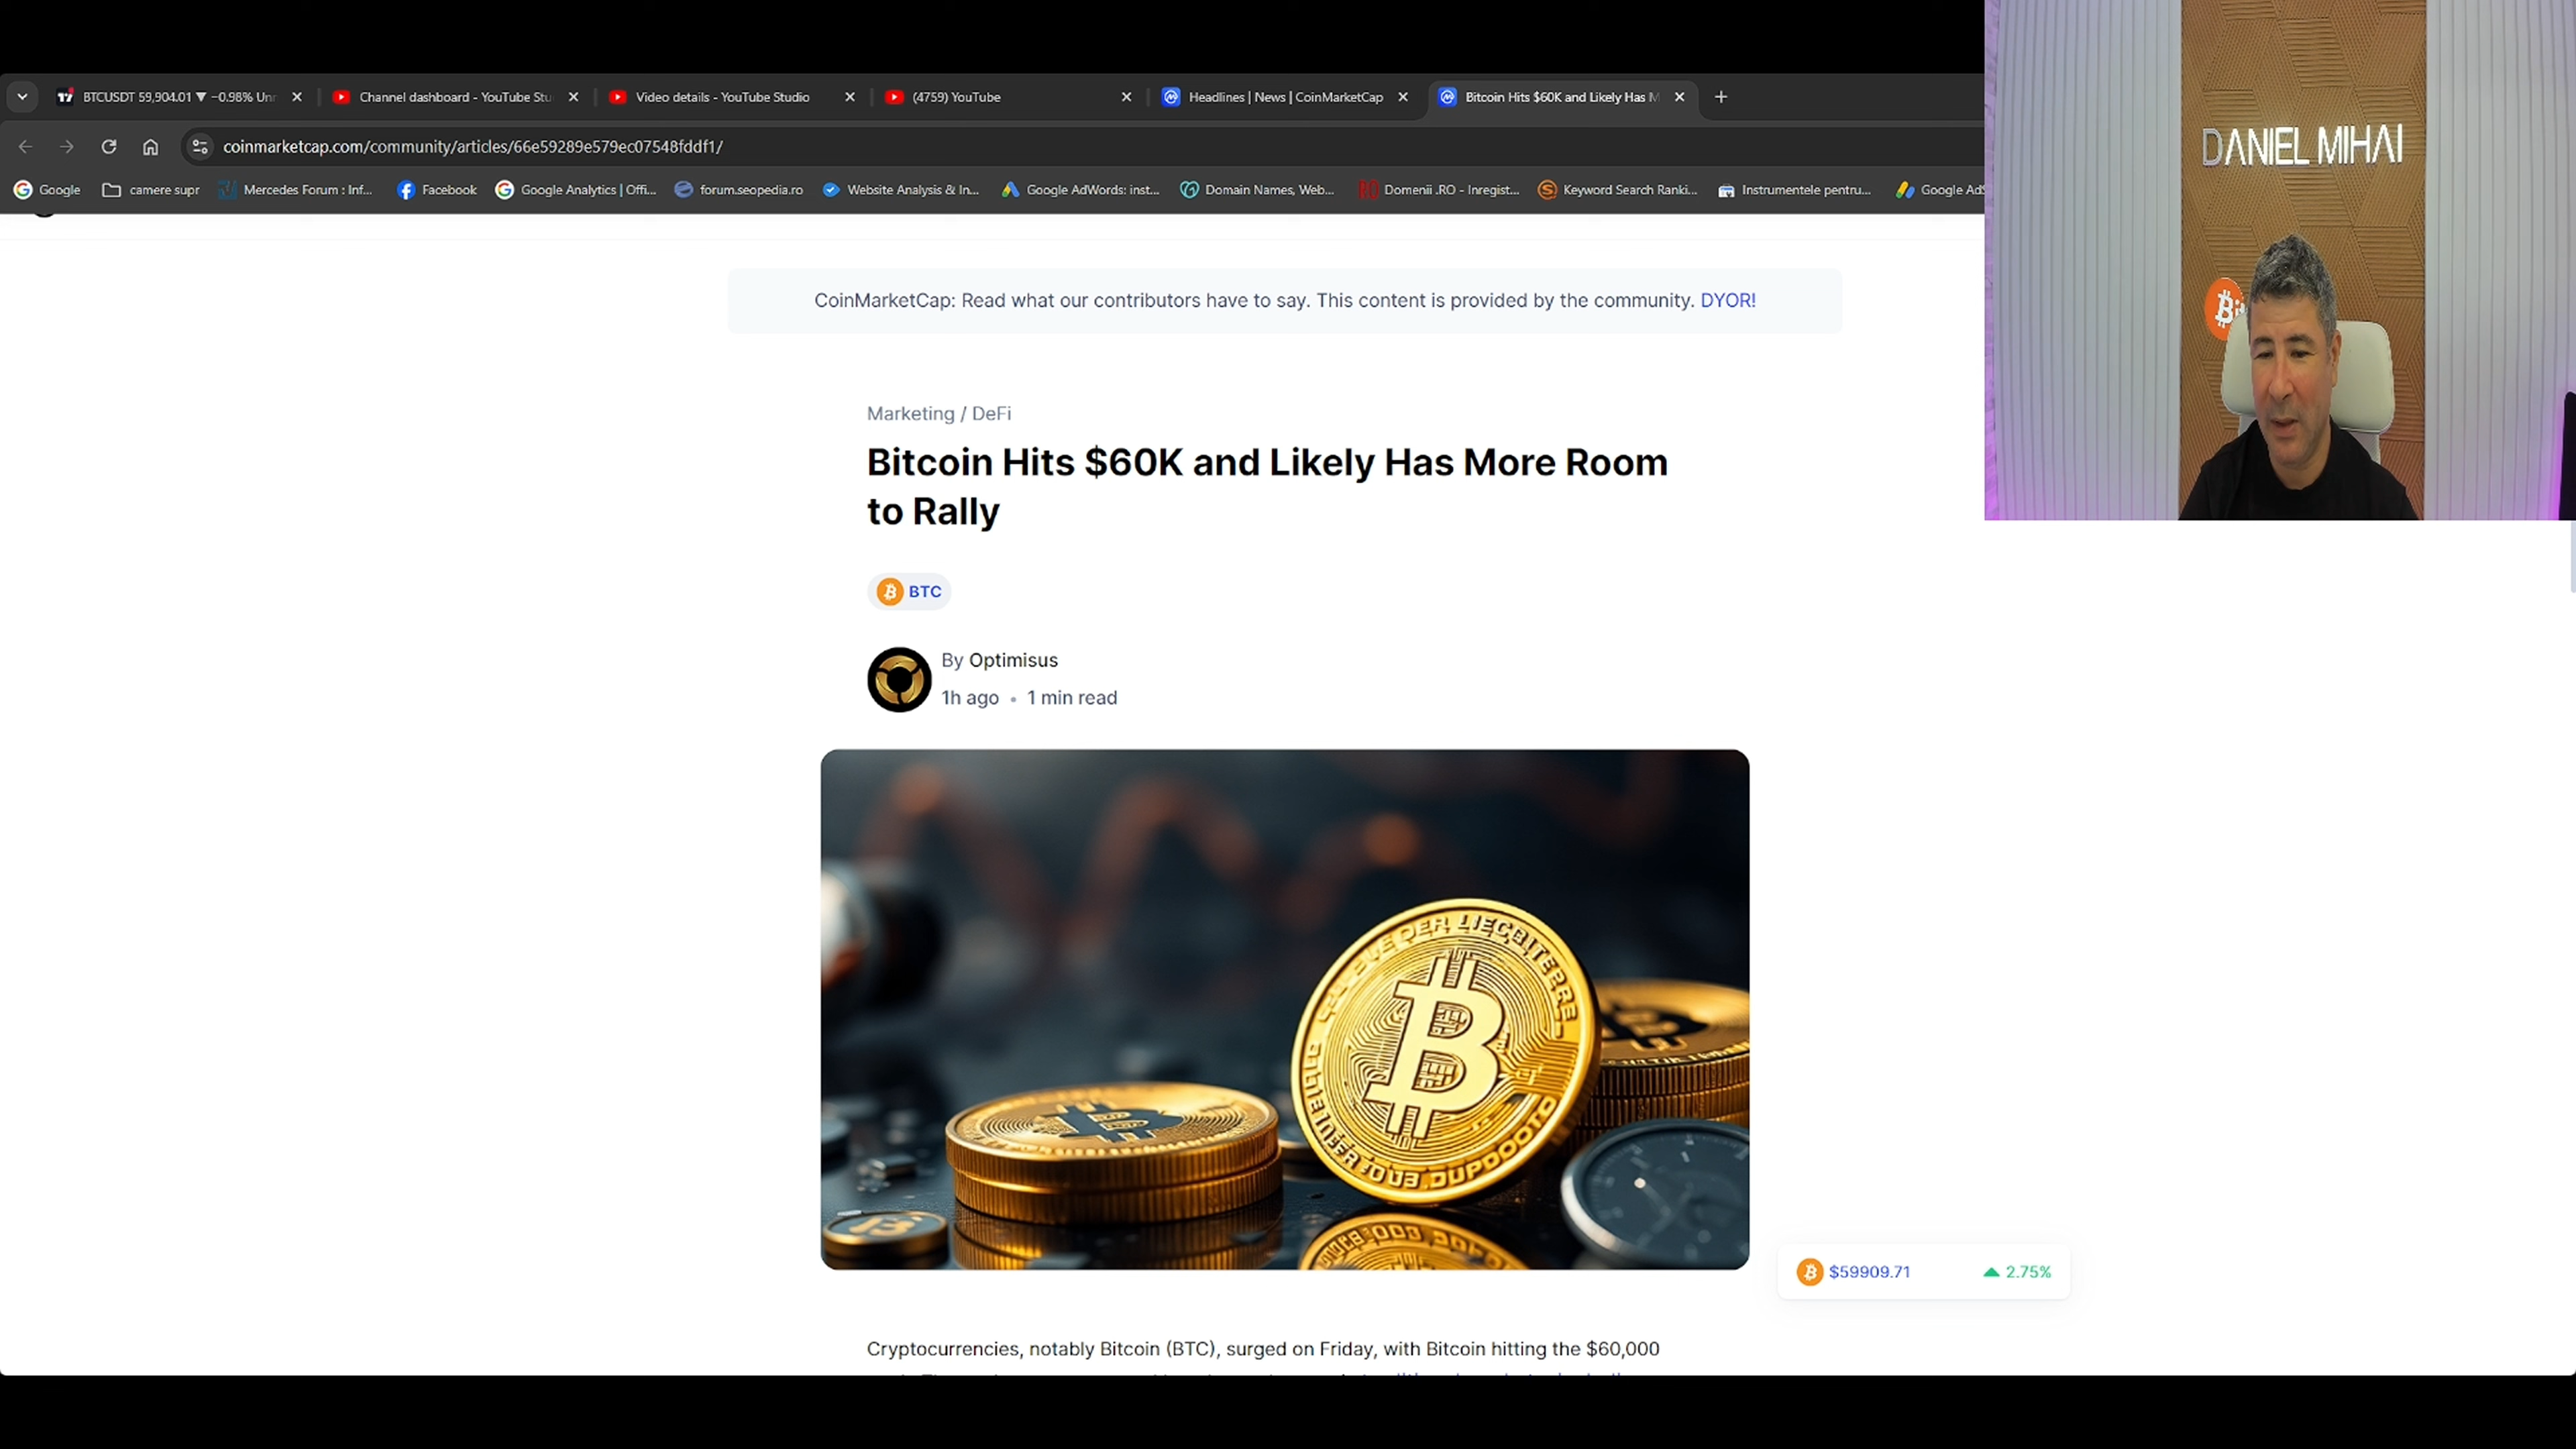 BTCUSDT 59,904.01 ▼ −0.98% Un
Channel dashboard - YouTube Stu
Video details - YouTube Studio
(4759) YouTube
Headlines | News | CoinMarketCap
Bitcoin Hits $60K and Likely Has M
coinmarketcap.com/community/articles/66e59289e579ec07548fddf1/
Google
camere supr
Mercedes Forum : Inf...
Facebook
Google Analytics | Offi...
forum.seopedia.ro
Website Analysis & In...
Google AdWords: inst...
Domain Names, Web...
Domenii .RO - Inregist...
Keyword Search Ranki...
Instrumentele pentru...
Google AdS
DANIEL MIHAI
CoinMarketCap: Read what our contributors have to say. This content is provided by the community. DYOR!
Marketing / DeFi
Bitcoin Hits $60K and Likely Has More Room
to Rally
BTC
By Optimisus
1h ago • 1 min read
$59909.71 ▲ 2.75%
Cryptocurrencies, notably Bitcoin (BTC), surged on Friday, with Bitcoin hitting the $60,000